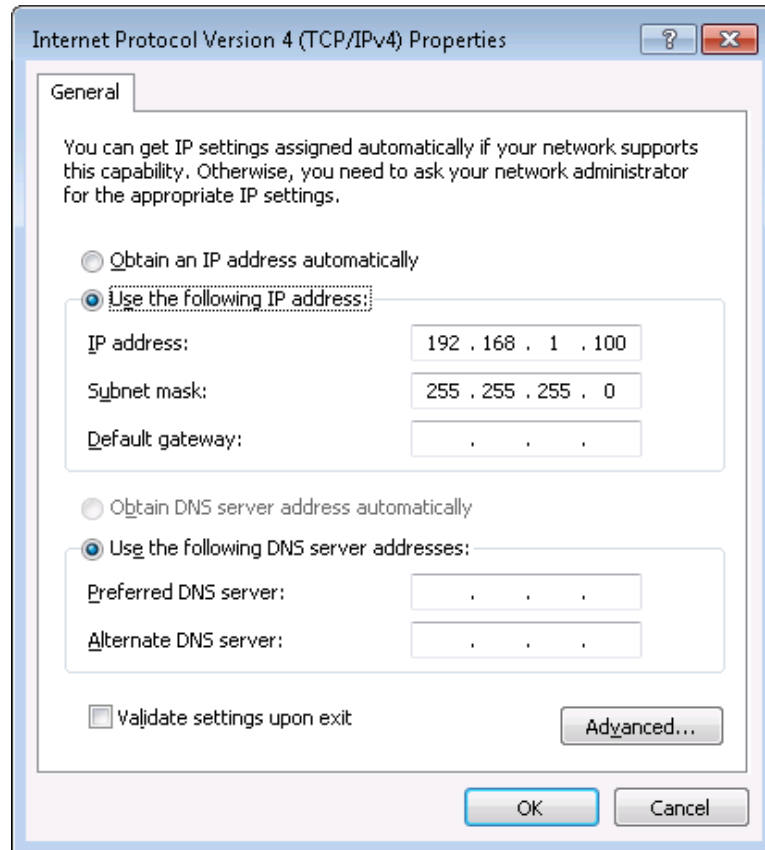 Internet Protocol Version 4 (TCP/IPv4) Properties
General
You can get IP settings assigned automatically if your network supports
this capability. Otherwise, you need to ask your network administrator
for the appropriate IP settings.
Obtain an IP address automatically
Use the following IP address:
IP address: 192 . 168 . 1 . 100
Subnet mask: 255 . 255 . 255 . 0
Default gateway: . . .
Obtain DNS server address automatically
Use the following DNS server addresses:
Preferred DNS server: . . .
Alternate DNS server: . . .
Validate settings upon exit
Advanced...
OK Cancel